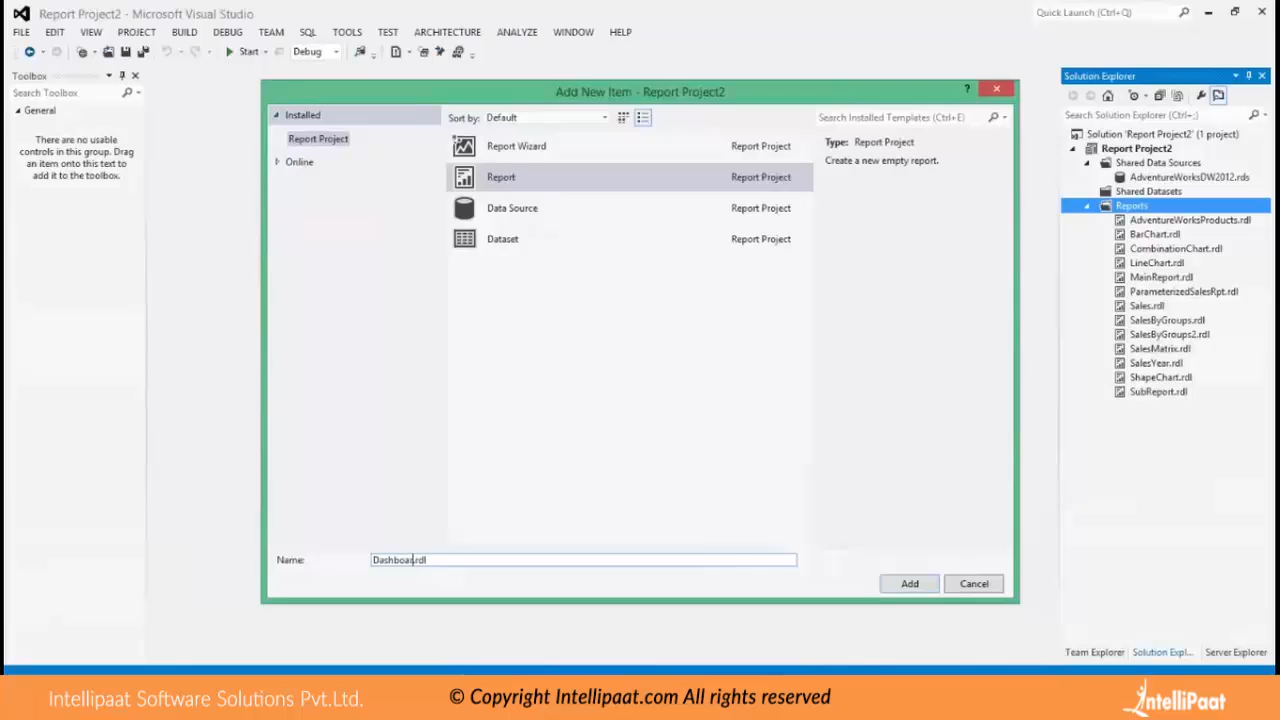 Report Project2 - Microsoft Visual Studio
Quick Launch (Ctrl+Q)
FILE EDIT VIEW PROJECT BUILD DEBUG TEAM SQL TOOLS TEST ARCHITECTURE ANALYZE WINDOW HELP
Start Debug
Toolbox
Search Toolbox
General
There are no usable
controls in this group. Drag
an item onto this text to
add it to the toolbox.
Add New Item - Report Project2
?
Installed
Report Project
Online
Sort by: Default
Search Installed Templates (Ctrl+E)
Report Wizard Report Project
Report Report Project
Data Source Report Project
Dataset Report Project
Type: Report Project
Create a new empty report.
Name: Dashboar.rdl
Add Cancel
Solution Explorer
Search Solution Explorer (Ctrl+;)
Solution 'Report Project2' (1 project)
Report Project2
Shared Data Sources
AdventureWorksDW2012.rds
Shared Datasets
Reports
AdventureWorksProducts.rdl
BarChart.rdl
CombinationChart.rdl
LineChart.rdl
MainReport.rdl
ParameterizedSalesRpt.rdl
Sales.rdl
SalesByGroups.rdl
SalesByGroups2.rdl
SalesMatrix.rdl
SalesYear.rdl
ShapeChart.rdl
SubReport.rdl
Team Explorer Solution Expl... Server Explorer
Intellipaat Software Solutions Pvt.Ltd.
© Copyright Intellipaat.com All rights reserved
IntelliPaat